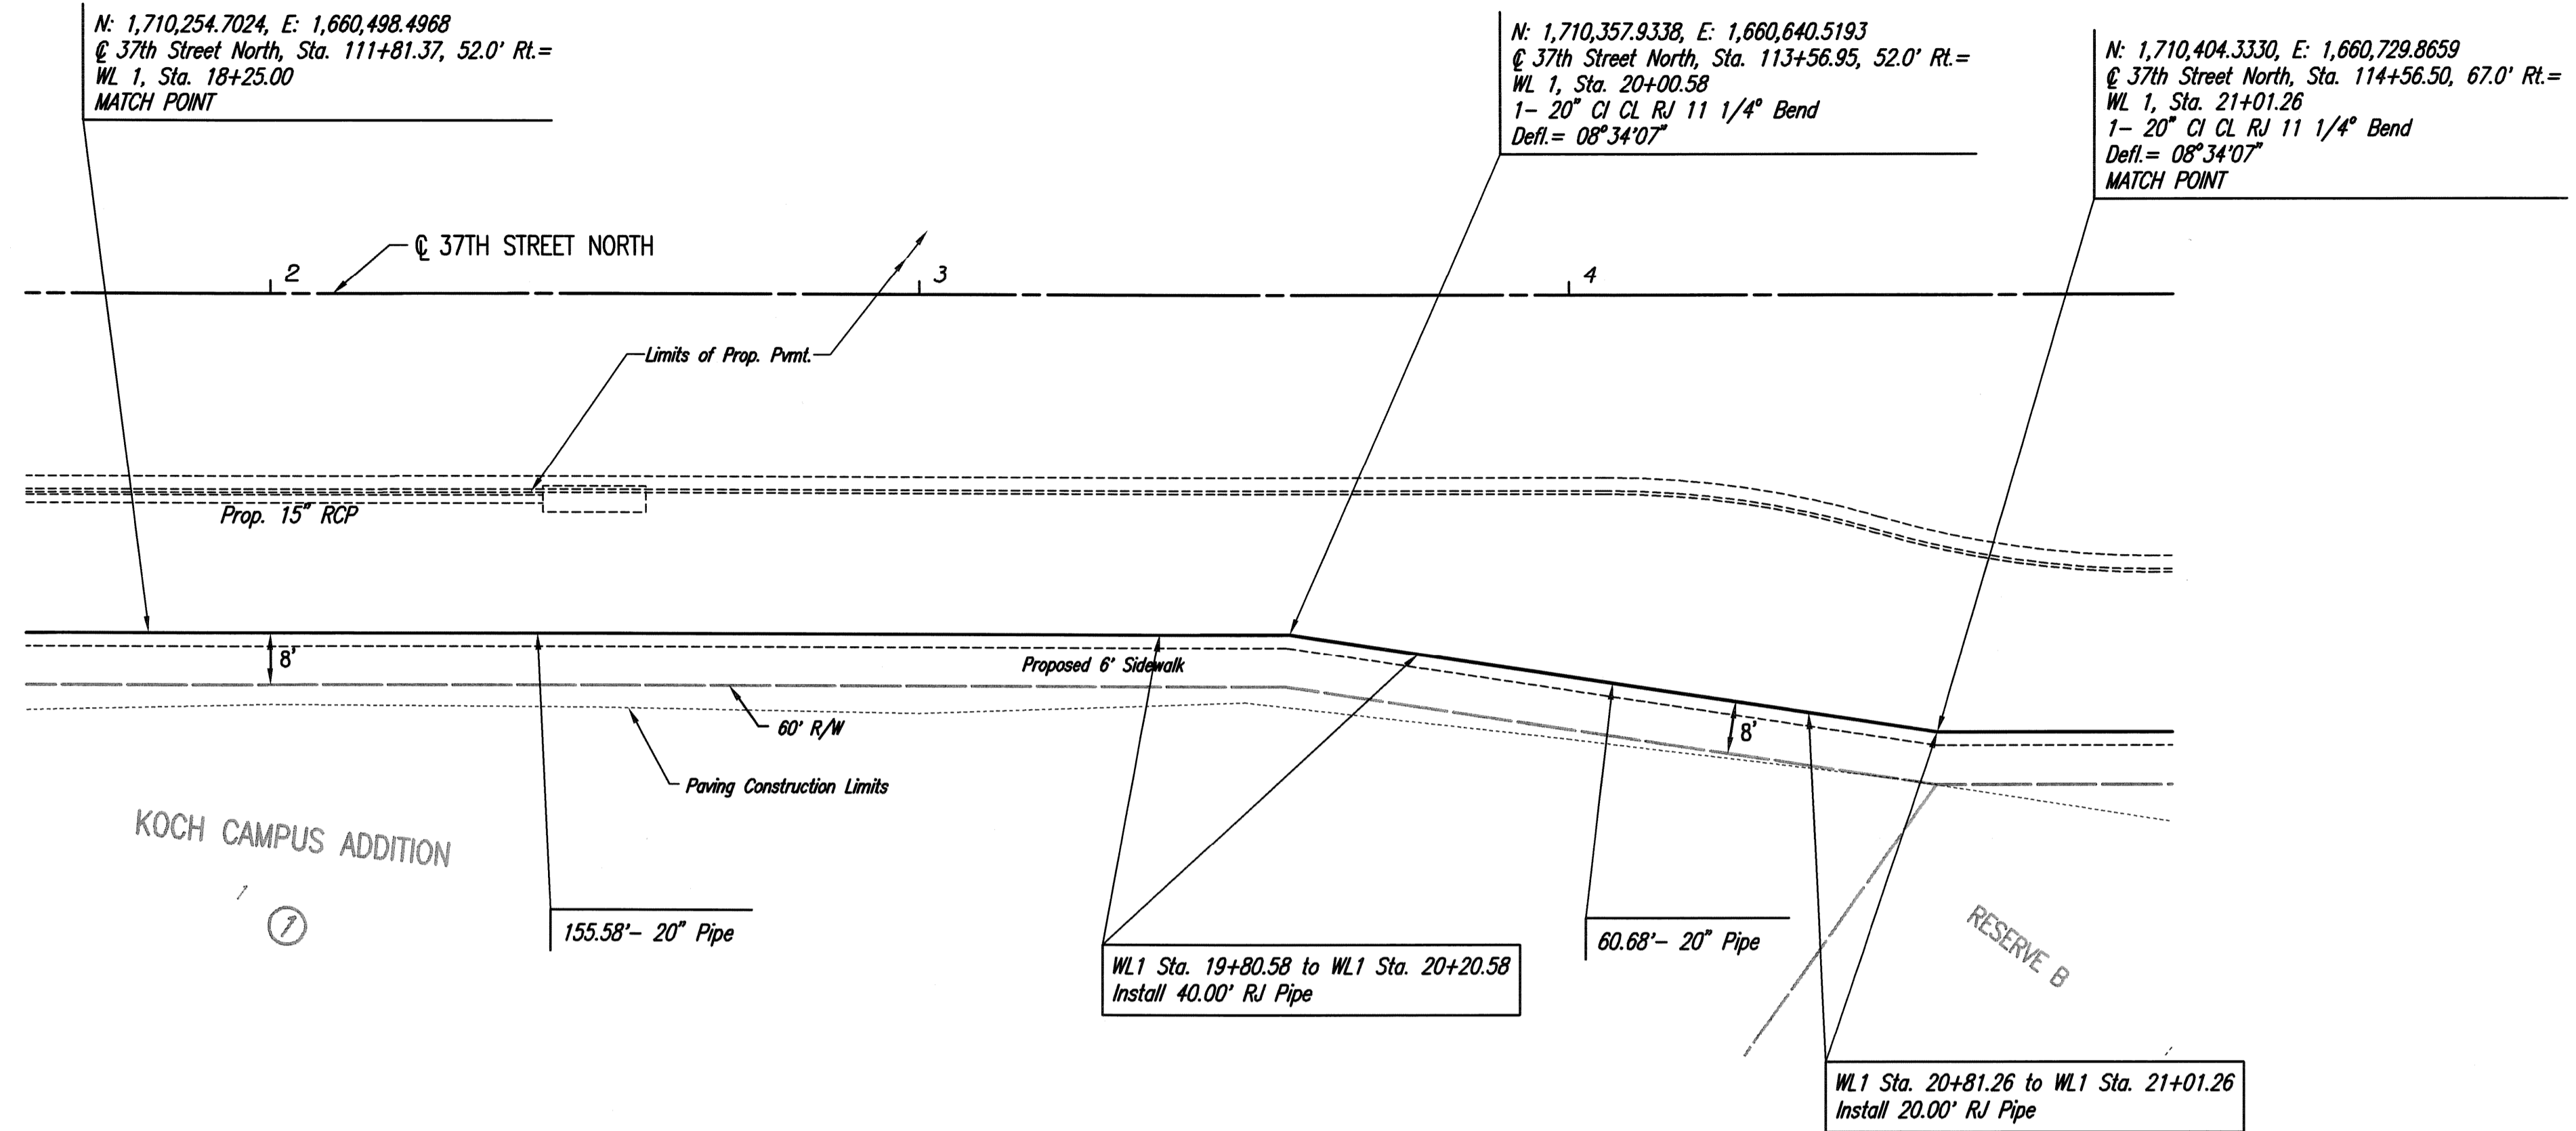 N: 1,710,254.7024, E: 1,660,498.4968
℄ 37th Street North, Sta. 111+81.37, 52.0' Rt.=
WL 1, Sta. 18+25.00
MATCH POINT
N: 1,710,357.9338, E: 1,660,640.5193
℄ 37th Street North, Sta. 113+56.95, 52.0' Rt.=
WL 1, Sta. 20+00.58
1- 20" CI CL RJ 11 1/4° Bend
Defl.= 08°34'07"
N: 1,710,404.3330, E: 1,660,729.8659
℄ 37th Street North, Sta. 114+56.50, 67.0' Rt.=
WL 1, Sta. 21+01.26
1- 20" CI CL RJ 11 1/4° Bend
Defl.= 08°34'07"
MATCH POINT
℄ 37TH STREET NORTH
2
3
4
Limits of Prop. Pvmt.
Prop. 15" RCP
8'
Proposed 6' Sidewalk
60' R/W
8'
Paving Construction Limits
KOCH CAMPUS ADDITION
1
1
155.58'- 20" Pipe
WL1 Sta. 19+80.58 to WL1 Sta. 20+20.58
Install 40.00' RJ Pipe
60.68'- 20" Pipe
RESERVE B
WL1 Sta. 20+81.26 to WL1 Sta. 21+01.26
Install 20.00' RJ Pipe